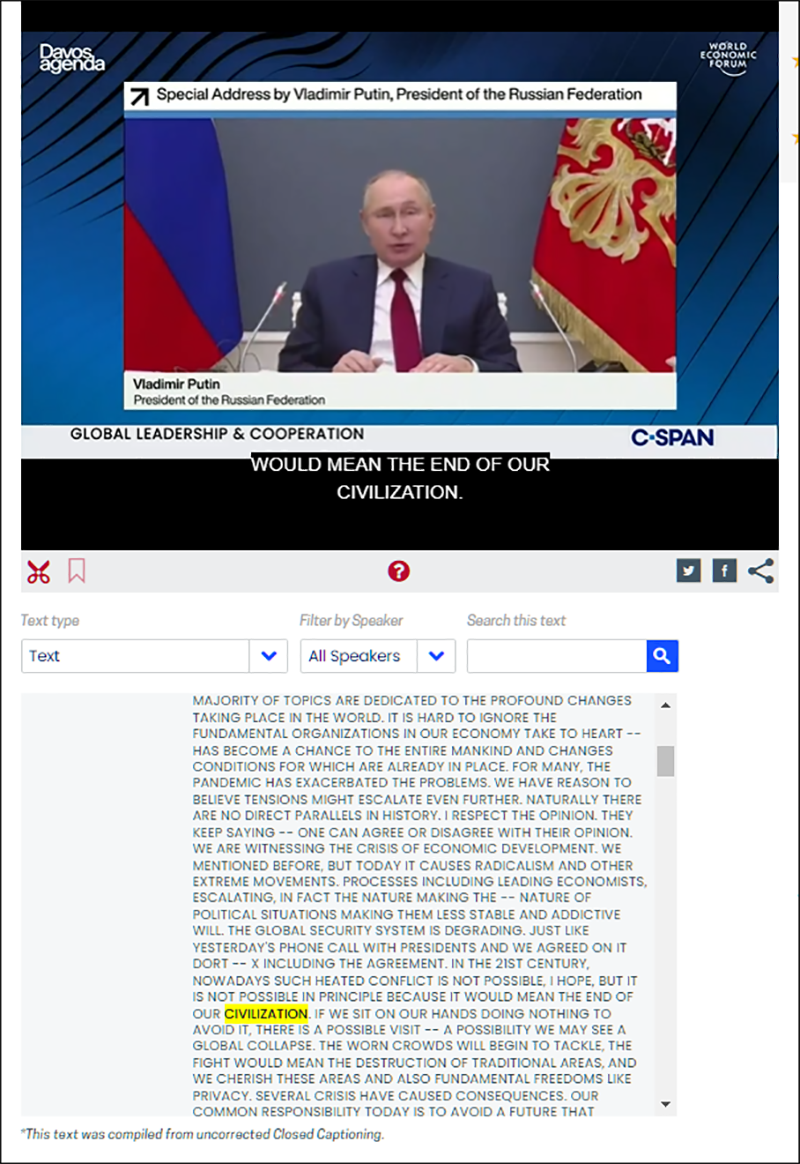 Davos
agenda
WORLD
ECONOMIC
FORUM
Special Address by Vladimir Putin, President of the Russian Federation
Vladimir Putin
President of the Russian Federation
GLOBAL LEADERSHIP & COOPERATION
C-SPAN
WOULD MEAN THE END OF OUR
CIVILIZATION.
?
f
Text type
Filter by Speaker
Search this text
Text
All Speakers
MAJORITY OF TOPICS ARE DEDICATED TO THE PROFOUND CHANGES
TAKING PLACE IN THE WORLD. IT IS HARD TO IGNORE THE
FUNDAMENTAL ORGANIZATIONS IN OUR ECONOMY TAKE TO HEART --
HAS BECOME A CHANCE TO THE ENTIRE MANKIND AND CHANGES
CONDITIONS FOR WHICH ARE ALREADY IN PLACE. FOR MANY, THE
PANDEMIC HAS EXACERBATED THE PROBLEMS. WE HAVE REASON TO
BELIEVE TENSIONS MIGHT ESCALATE EVEN FURTHER. NATURALLY THERE
ARE NO DIRECT PARALLELS IN HISTORY. I RESPECT THE OPINION. THEY
KEEP SAYING -- ONE CAN AGREE OR DISAGREE WITH THEIR OPINION.
WE ARE WITNESSING THE CRISIS OF ECONOMIC DEVELOPMENT. WE
MENTIONED BEFORE, BUT TODAY IT CAUSES RADICALISM AND OTHER
EXTREME MOVEMENTS. PROCESSES INCLUDING LEADING ECONOMISTS,
ESCALATING, IN FACT THE NATURE MAKING THE -- NATURE OF
POLITICAL SITUATIONS MAKING THEM LESS STABLE AND ADDICTIVE
WILL. THE GLOBAL SECURITY SYSTEM IS DEGRADING. JUST LIKE
YESTERDAY'S PHONE CALL WITH PRESIDENTS AND WE AGREED ON IT
DORT -- X INCLUDING THE AGREEMENT. IN THE 21ST CENTURY,
NOWADAYS SUCH HEATED CONFLICT IS NOT POSSIBLE, I HOPE, BUT IT
IS NOT POSSIBLE IN PRINCIPLE BECAUSE IT WOULD MEAN THE END OF
OUR CIVILIZATION. IF WE SIT ON OUR HANDS DOING NOTHING TO
AVOID IT, THERE IS A POSSIBLE VISIT -- A POSSIBILITY WE MAY SEE A
GLOBAL COLLAPSE. THE WORN CROWDS WILL BEGIN TO TACKLE, THE
FIGHT WOULD MEAN THE DESTRUCTION OF TRADITIONAL AREAS, AND
WE CHERISH THESE AREAS AND ALSO FUNDAMENTAL FREEDOMS LIKE
PRIVACY. SEVERAL CRISIS HAVE CAUSED CONSEQUENCES. OUR
COMMON RESPONSIBILITY TODAY IS TO AVOID A FUTURE THAT
*This text was compiled from uncorrected Closed Captioning.